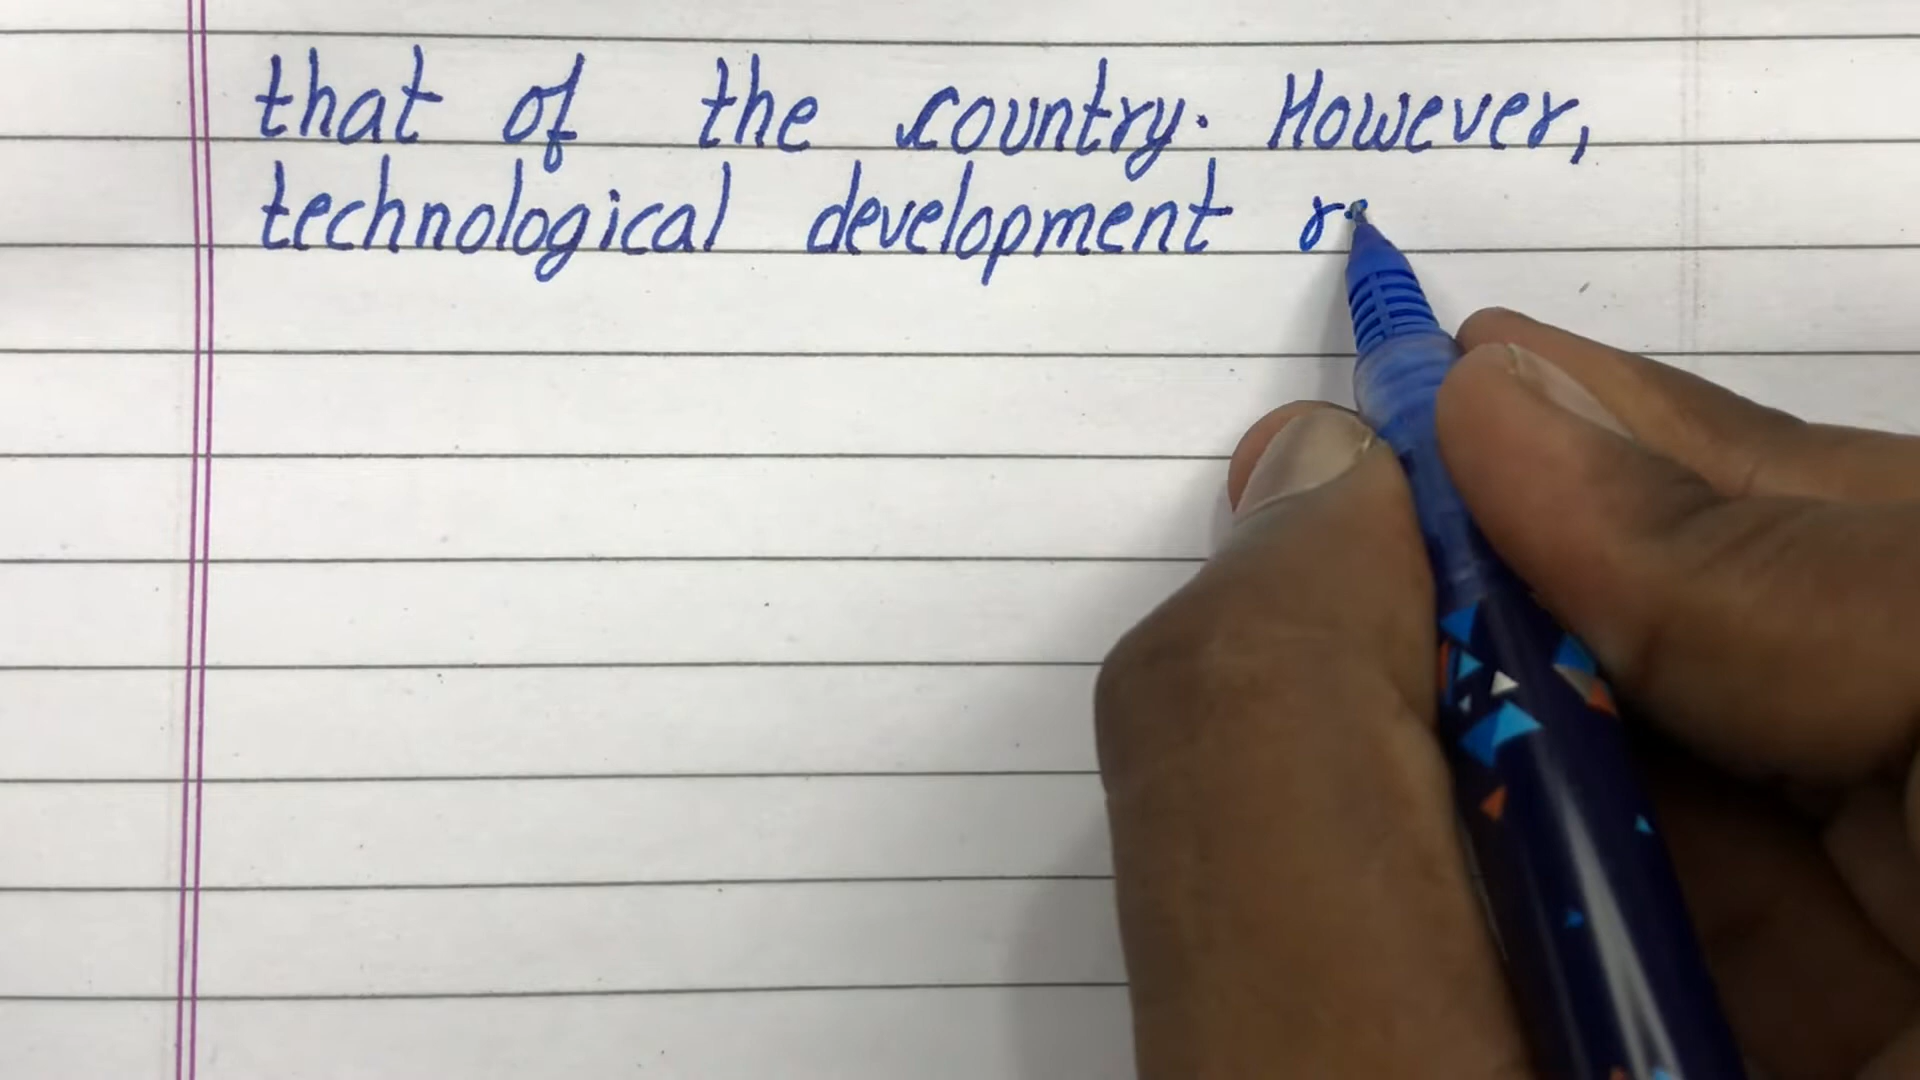 that of the country. However,
technological development r